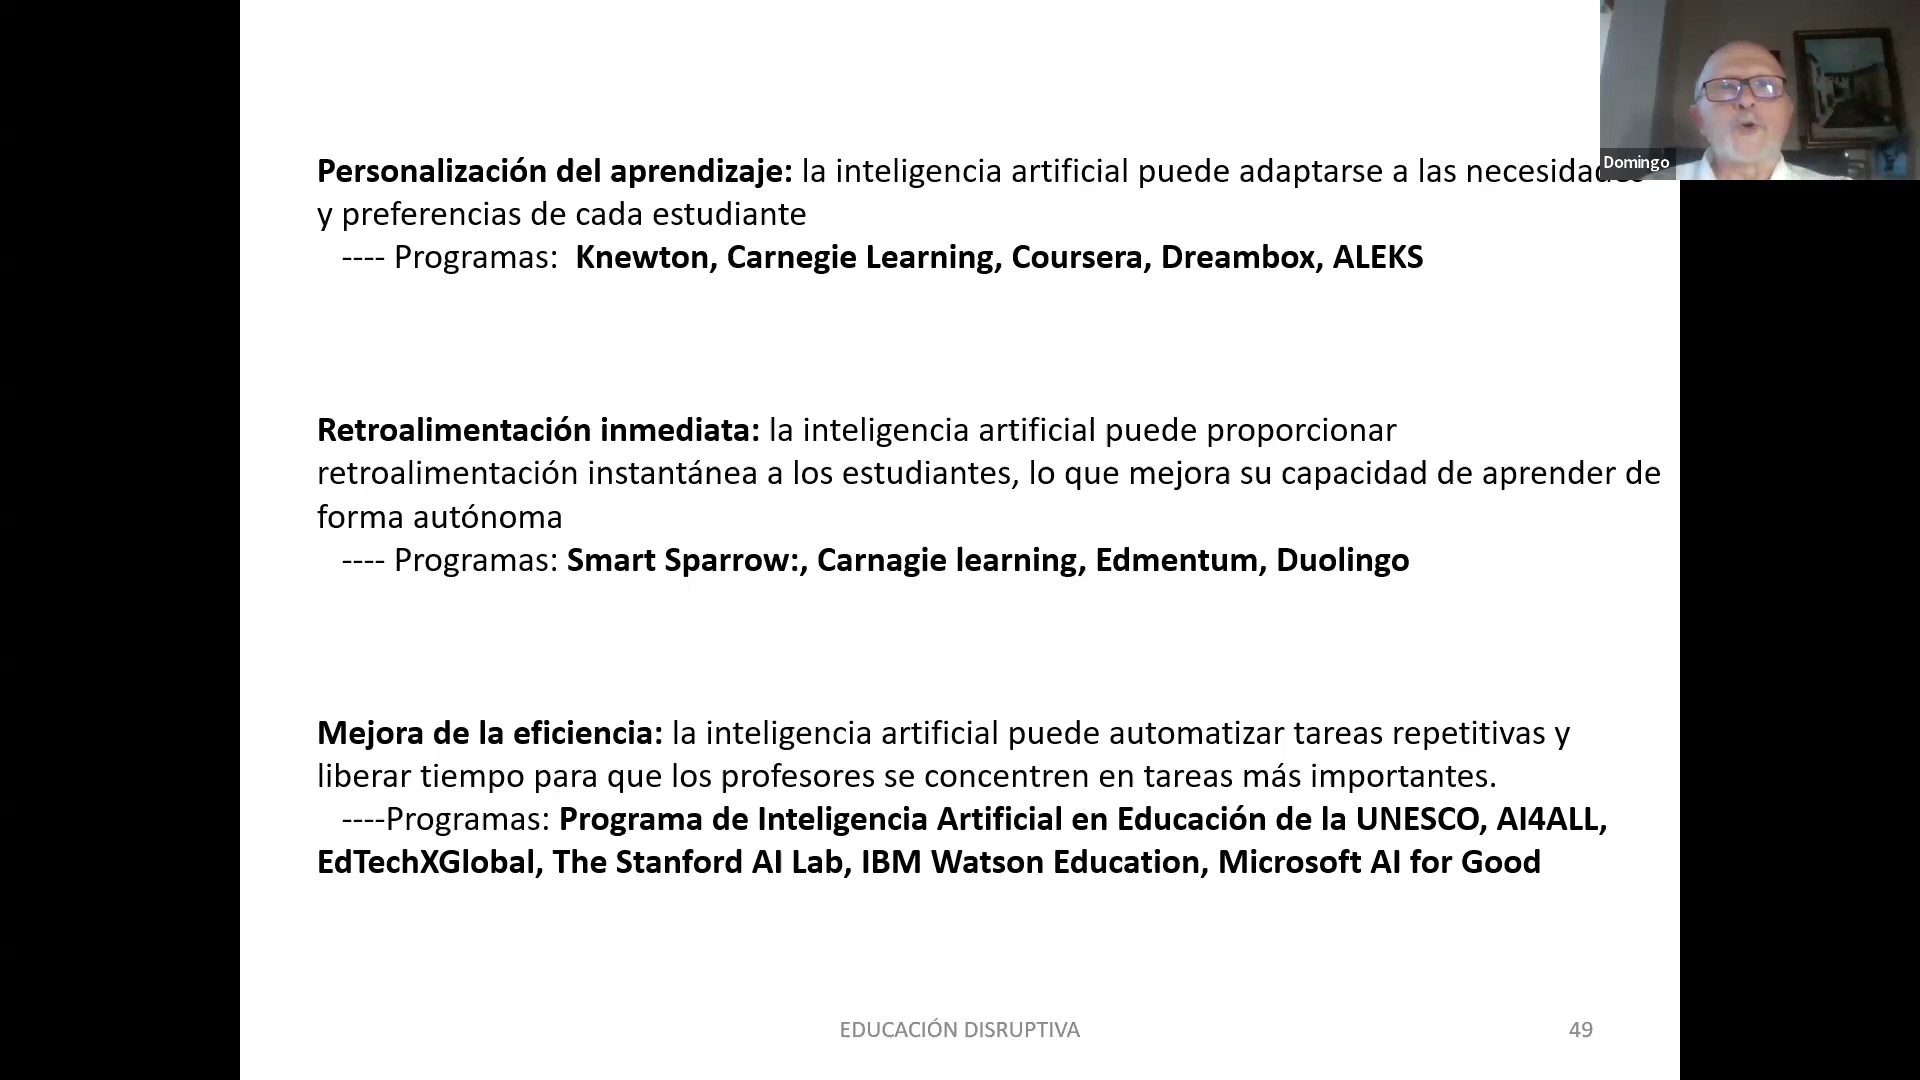 Personalización del aprendizaje: la inteligencia artificial puede adaptarse a las necesidades
y preferencias de cada estudiante
---- Programas: Knewton, Carnegie Learning, Coursera, Dreambox, ALEKS
Retroalimentación inmediata: la inteligencia artificial puede proporcionar
retroalimentación instantánea a los estudiantes, lo que mejora su capacidad de aprender de
forma autónoma
---- Programas: Smart Sparrow:, Carnagie learning, Edmentum, Duolingo
Mejora de la eficiencia: la inteligencia artificial puede automatizar tareas repetitivas y
liberar tiempo para que los profesores se concentren en tareas más importantes.
----Programas: Programa de Inteligencia Artificial en Educación de la UNESCO, AI4ALL,
EdTechXGlobal, The Stanford AI Lab, IBM Watson Education, Microsoft AI for Good
EDUCACIÓN DISRUPTIVA
49
Domingo